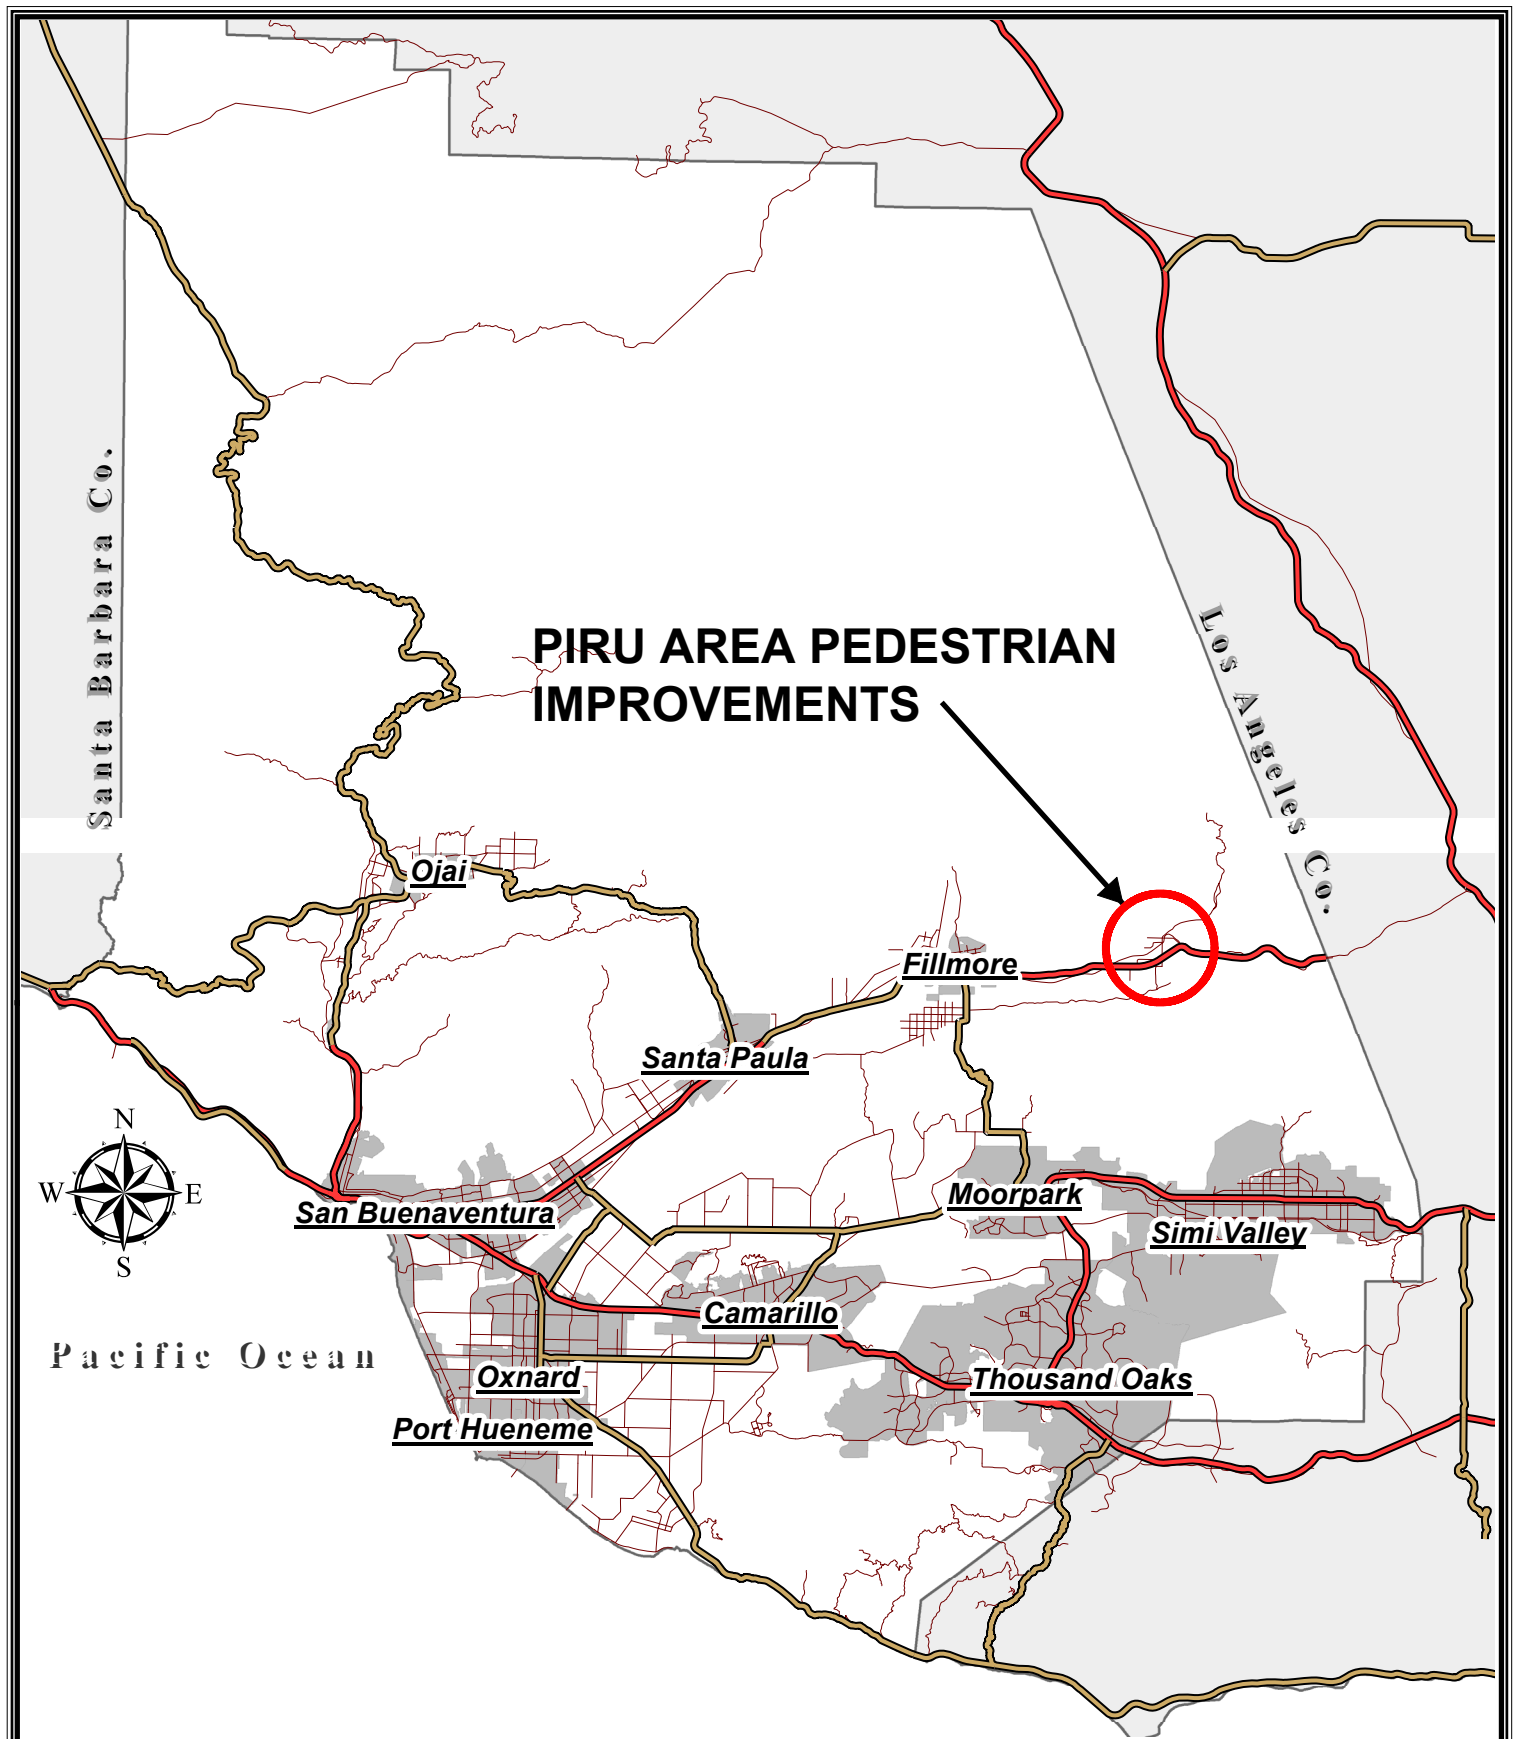 Santa Barbara Co.
PIRU AREA PEDESTRIAN
IMPROVEMENTS
Los Angeles Co.
Ojai
Fillmore
Santa Paula
N
W
E
S
San Buenaventura
Moorpark
Simi Valley
Camarillo
Pacific Ocean
Oxnard
Thousand Oaks
Port Hueneme